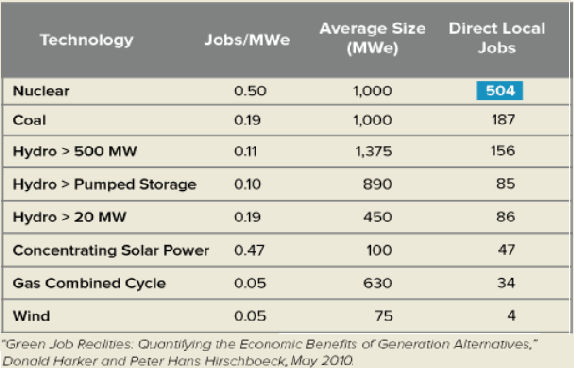 Technology Jobs/MWe Average Size (MWe) Direct Local Jobs
Nuclear 0.50 1,000 504
Coal 0.19 1,000 187
Hydro > 500 MW 0.11 1,375 156
Hydro > Pumped Storage 0.10 890 85
Hydro > 20 MW 0.19 450 86
Concentrating Solar Power 0.47 100 47
Gas Combined Cycle 0.05 630 34
Wind 0.05 75 4
"Green Job Realities: Quantifying the Economic Benefits of Generation Alternatives,"
Donald Harker and Peter Hans Hirschboeck, May 2010.